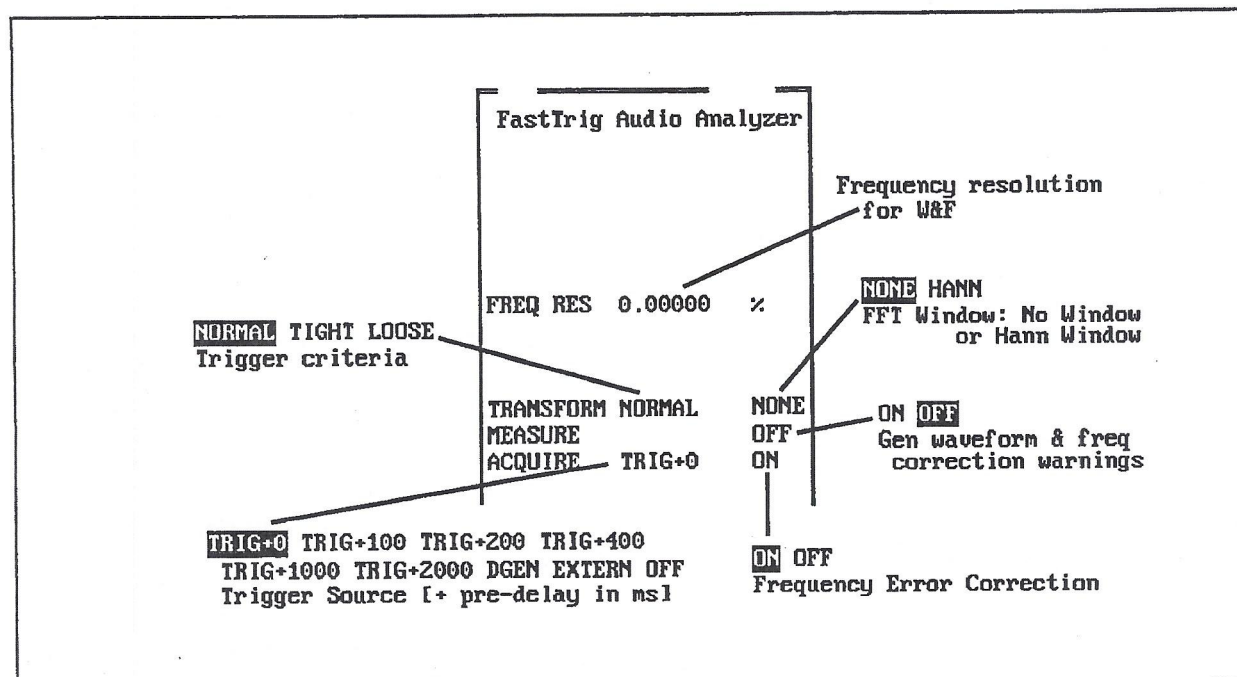 FastTrig Audio Analyzer
Frequency resolution
for W&F
FREQ RES 0.00000 %
NONE HANN
FFT Window: No Window
or Hann Window
NORMAL TIGHT LOOSE
Trigger criteria
TRANSFORM NORMAL NONE
MEASURE OFF
ACQUIRE TRIG+0 ON
ON OFF
Gen waveform & freq
correction warnings
TRIG+0 TRIG+100 TRIG+200 TRIG+400
TRIG+1000 TRIG+2000 DGEN EXTERN OFF
Trigger Source [+ pre-delay in ms]
ON OFF
Frequency Error Correction